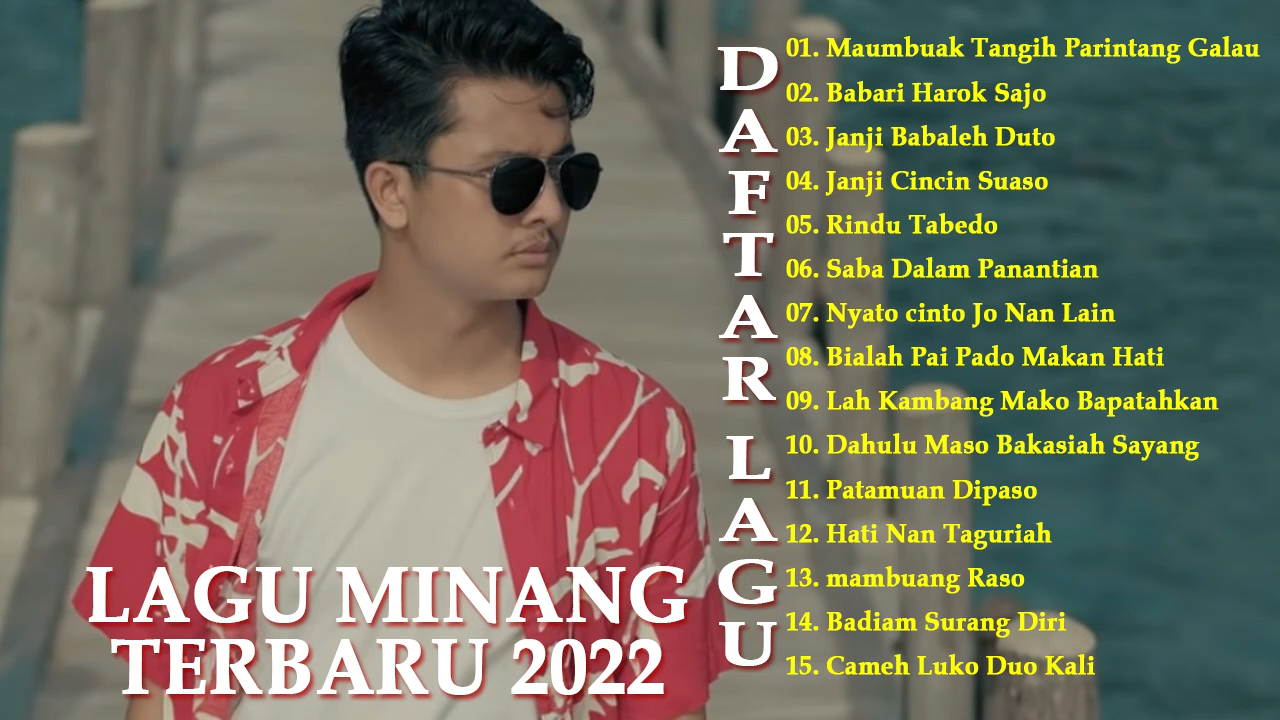 LAGU MINANG
TERBARU 2022
DAFTAR LAGU
01. Maumbuak Tangih Parintang Galau
02. Babari Harok Sajo
03. Janji Babaleh Duto
04. Janji Cincin Suaso
05. Rindu Tabedo
06. Saba Dalam Panantian
07. Nyato cinto Jo Nan Lain
08. Bialah Pai Pado Makan Hati
09. Lah Kambang Mako Bapatahkan
10. Dahulu Maso Bakasiah Sayang
11. Patamuan Dipaso
12. Hati Nan Taguriah
13. mambuang Raso
14. Badiam Surang Diri
15. Cameh Luko Duo Kali